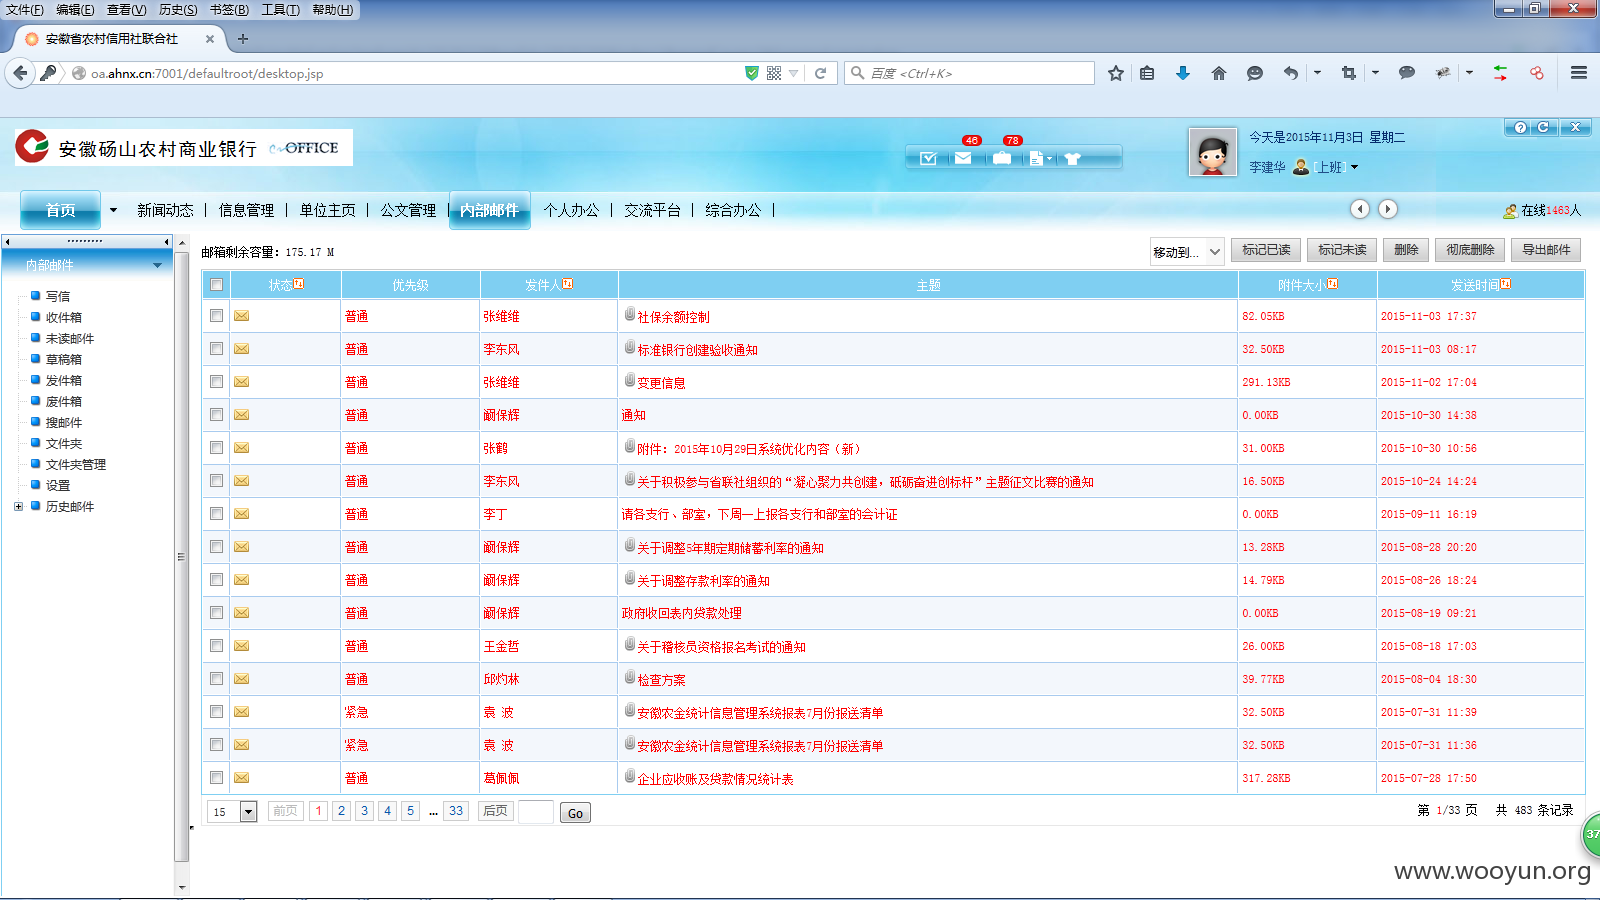 文件(F) 编辑(E) 查看(V) 历史(S) 书签(B) 工具(T) 帮助(H)
安徽省农村信用社联合社
oa.ahnx.cn:7001/defaultroot/desktop.jsp
百度 <Ctrl+K>
安徽砀山农村商业银行 e-OFFICE
46 78
今天是2015年11月3日 星期二
李建华 [上班]
首页 新闻动态 信息管理 单位主页 公文管理 内部邮件 个人办公 交流平台 综合办公
在线1463人
内部邮件
写信
收件箱
未读邮件
草稿箱
发件箱
废件箱
搜邮件
文件夹
文件夹管理
设置
历史邮件
邮箱剩余容量：175.17 M
移动到... 标记已读 标记未读 删除 彻底删除 导出邮件
状态 优先级 发件人 主题 附件大小 发送时间
普通 张维维 社保余额控制 82.05KB 2015-11-03 17:37
普通 李东风 标准银行创建验收通知 32.50KB 2015-11-03 08:17
普通 张维维 变更信息 291.13KB 2015-11-02 17:04
普通 阚保辉 通知 0.00KB 2015-10-30 14:38
普通 张鹤 附件：2015年10月29日系统优化内容（新） 31.00KB 2015-10-30 10:56
普通 李东风 关于积极参与省联社组织的“凝心聚力共创建，砥砺奋进创标杆”主题征文比赛的通知 16.50KB 2015-10-24 14:24
普通 李丁 请各支行、部室，下周一上报各支行和部室的会计证 0.00KB 2015-09-11 16:19
普通 阚保辉 关于调整5年期定期储蓄利率的通知 13.28KB 2015-08-28 20:20
普通 阚保辉 关于调整存款利率的通知 14.79KB 2015-08-26 18:24
普通 阚保辉 政府收回表内贷款处理 0.00KB 2015-08-19 09:21
普通 王金哲 关于稽核员资格报名考试的通知 26.00KB 2015-08-18 17:03
普通 邱灼林 检查方案 39.77KB 2015-08-04 18:30
紧急 袁 波 安徽农金统计信息管理系统报表7月份报送清单 32.50KB 2015-07-31 11:39
紧急 袁 波 安徽农金统计信息管理系统报表7月份报送清单 32.50KB 2015-07-31 11:36
普通 葛佩佩 企业应收账及贷款情况统计表 317.28KB 2015-07-28 17:50
15 前页 1 2 3 4 5 ... 33 后页 Go
第 1/33 页 共 483 条记录
37
www.wooyun.org